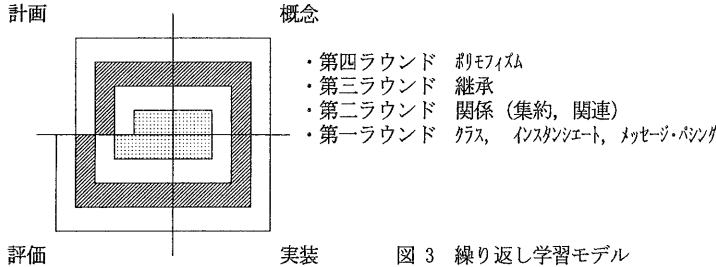 計画
概念
・第四ラウンド ﾎﾟﾘﾓﾌｨｽﾞﾑ
・第三ラウンド 継承
・第二ラウンド 関係 (集約, 関連)
・第一ラウンド ｸﾗｽ, ｲﾝｽﾀﾝｼｴｰﾄ, ﾒｯｾｰｼﾞ・ﾊﾟｼﾝｸﾞ
評価
実装
図 3 繰り返し学習モデル